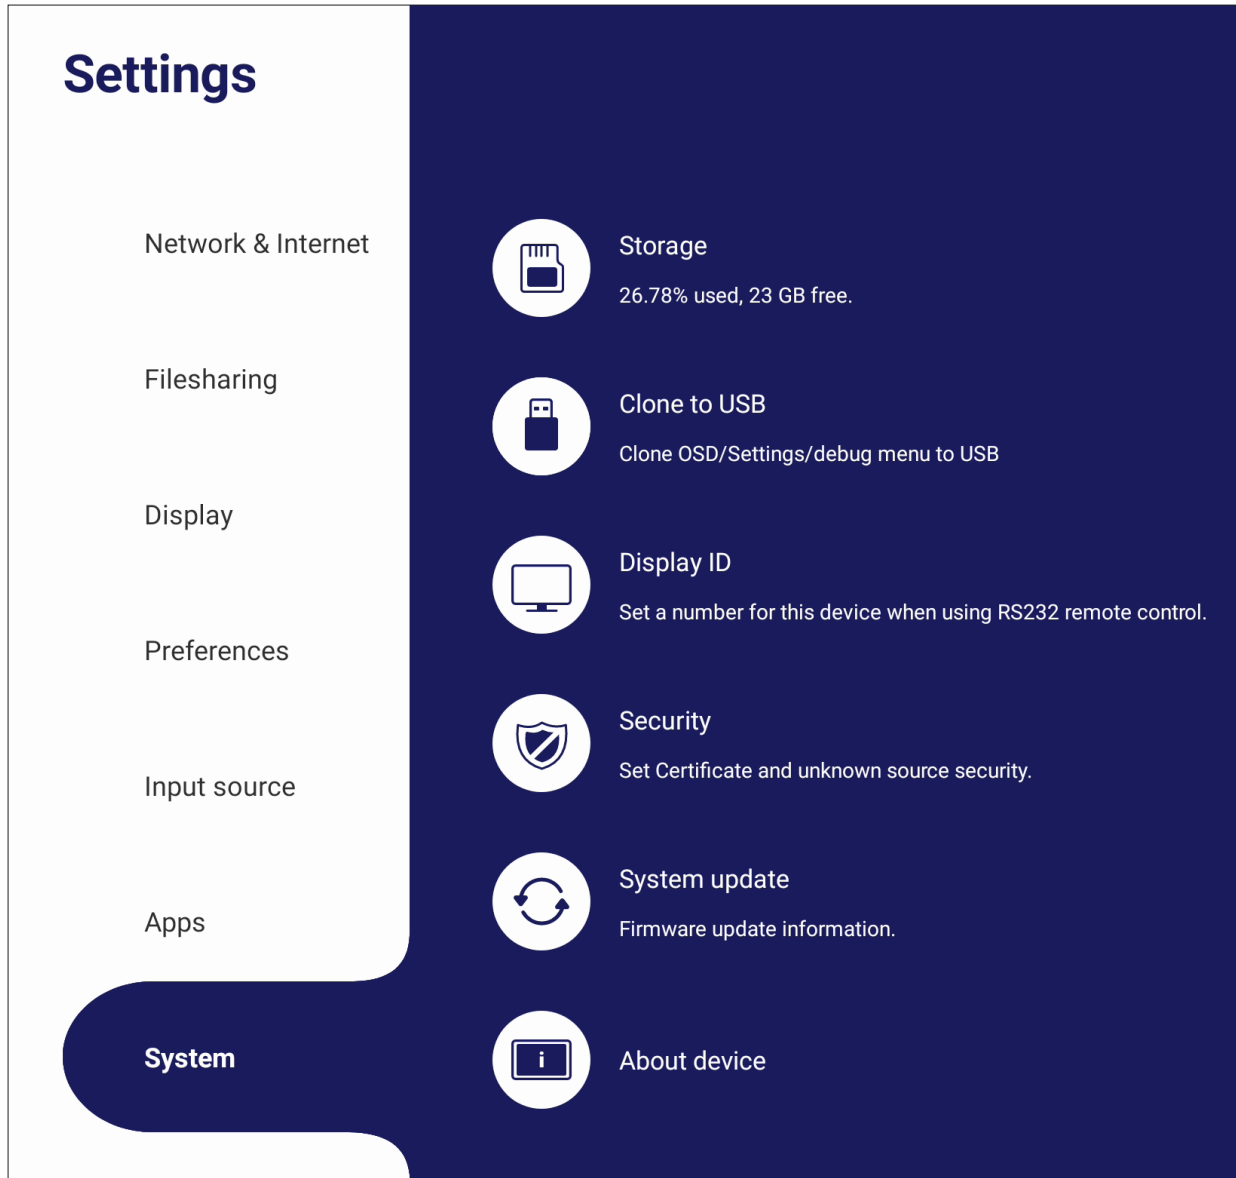 Settings
Network & Internet
Filesharing
Display
Preferences
Input source
Apps
System
Storage
26.78% used, 23 GB free.
Clone to USB
Clone OSD/Settings/debug menu to USB
Display ID
Set a number for this device when using RS232 remote control.
Security
Set Certificate and unknown source security.
System update
Firmware update information.
About device